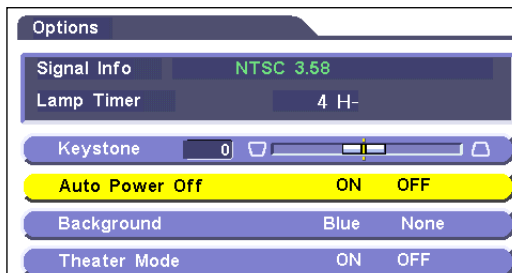 Options
Signal Info NTSC 3.58
Lamp Timer 4 H-
Keystone 0
Auto Power Off ON OFF
Background Blue None
Theater Mode ON OFF